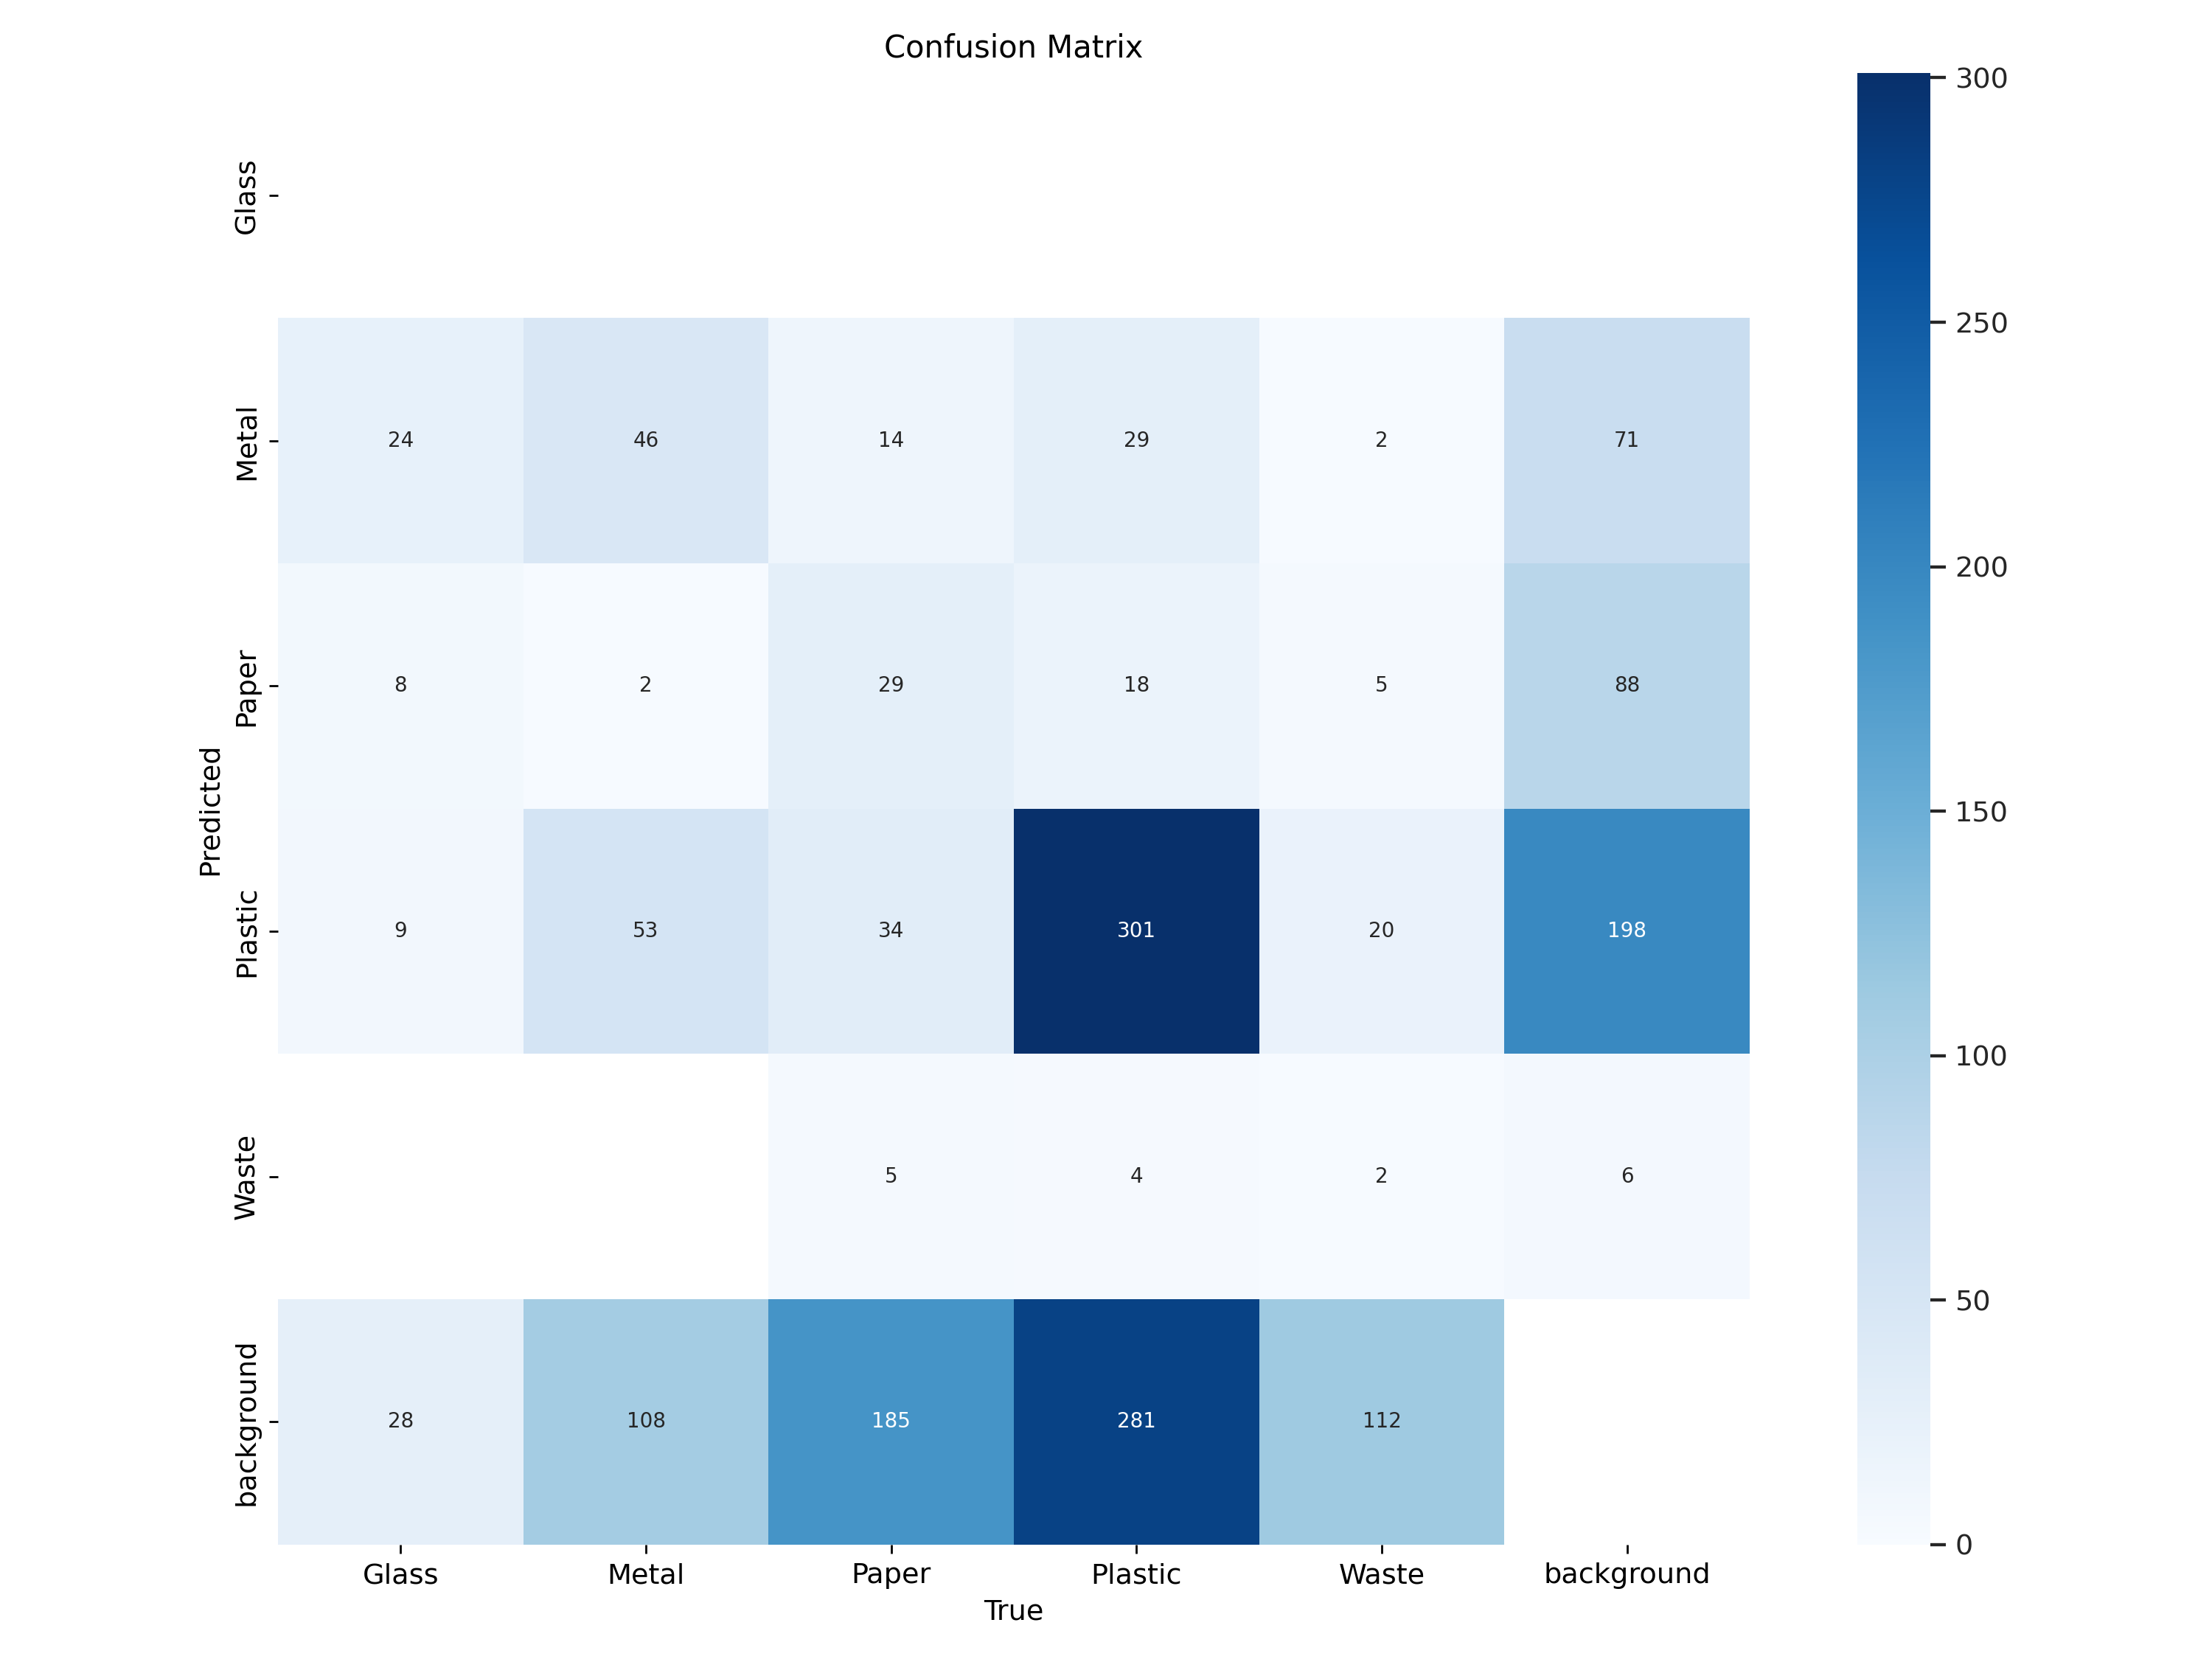 Confusion Matrix
Glass
Metal
Paper
Plastic
Waste
background
Predicted
24 46 14 29 2 71
8 2 29 18 5 88
9 53 34 301 20 198
5 4 2 6
28 108 185 281 112
Glass Metal Paper Plastic Waste background
True
300
250
200
150
100
50
0